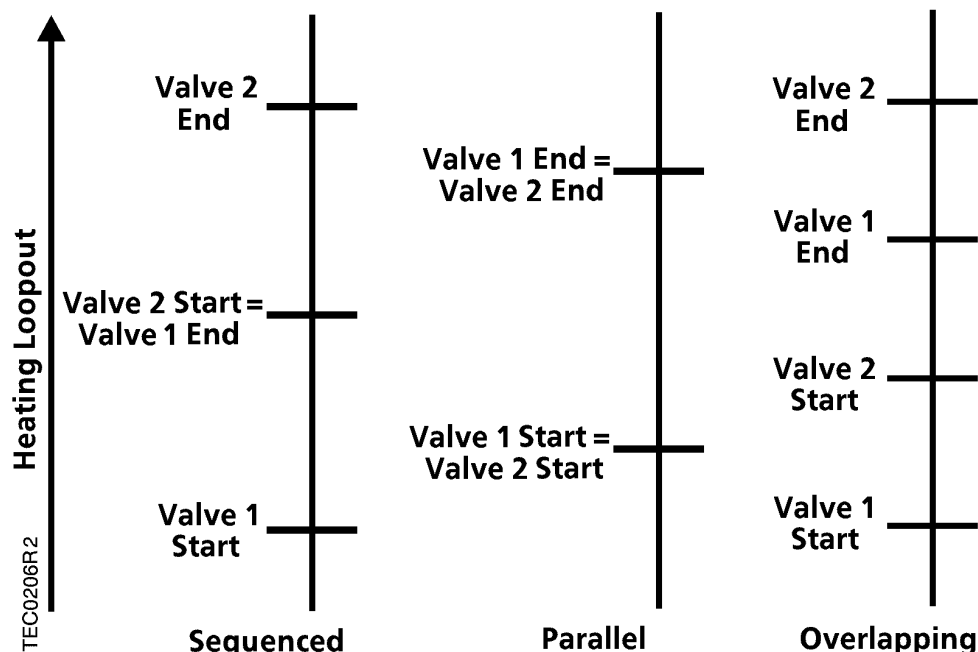 Heating Loopout
TEC0206R2
Valve 2
End
Valve 2 Start =
Valve 1 End
Valve 1
Start
Sequenced
Valve 1 End =
Valve 2 End
Valve 1 Start =
Valve 2 Start
Parallel
Valve 2
End
Valve 1
End
Valve 2
Start
Valve 1
Start
Overlapping